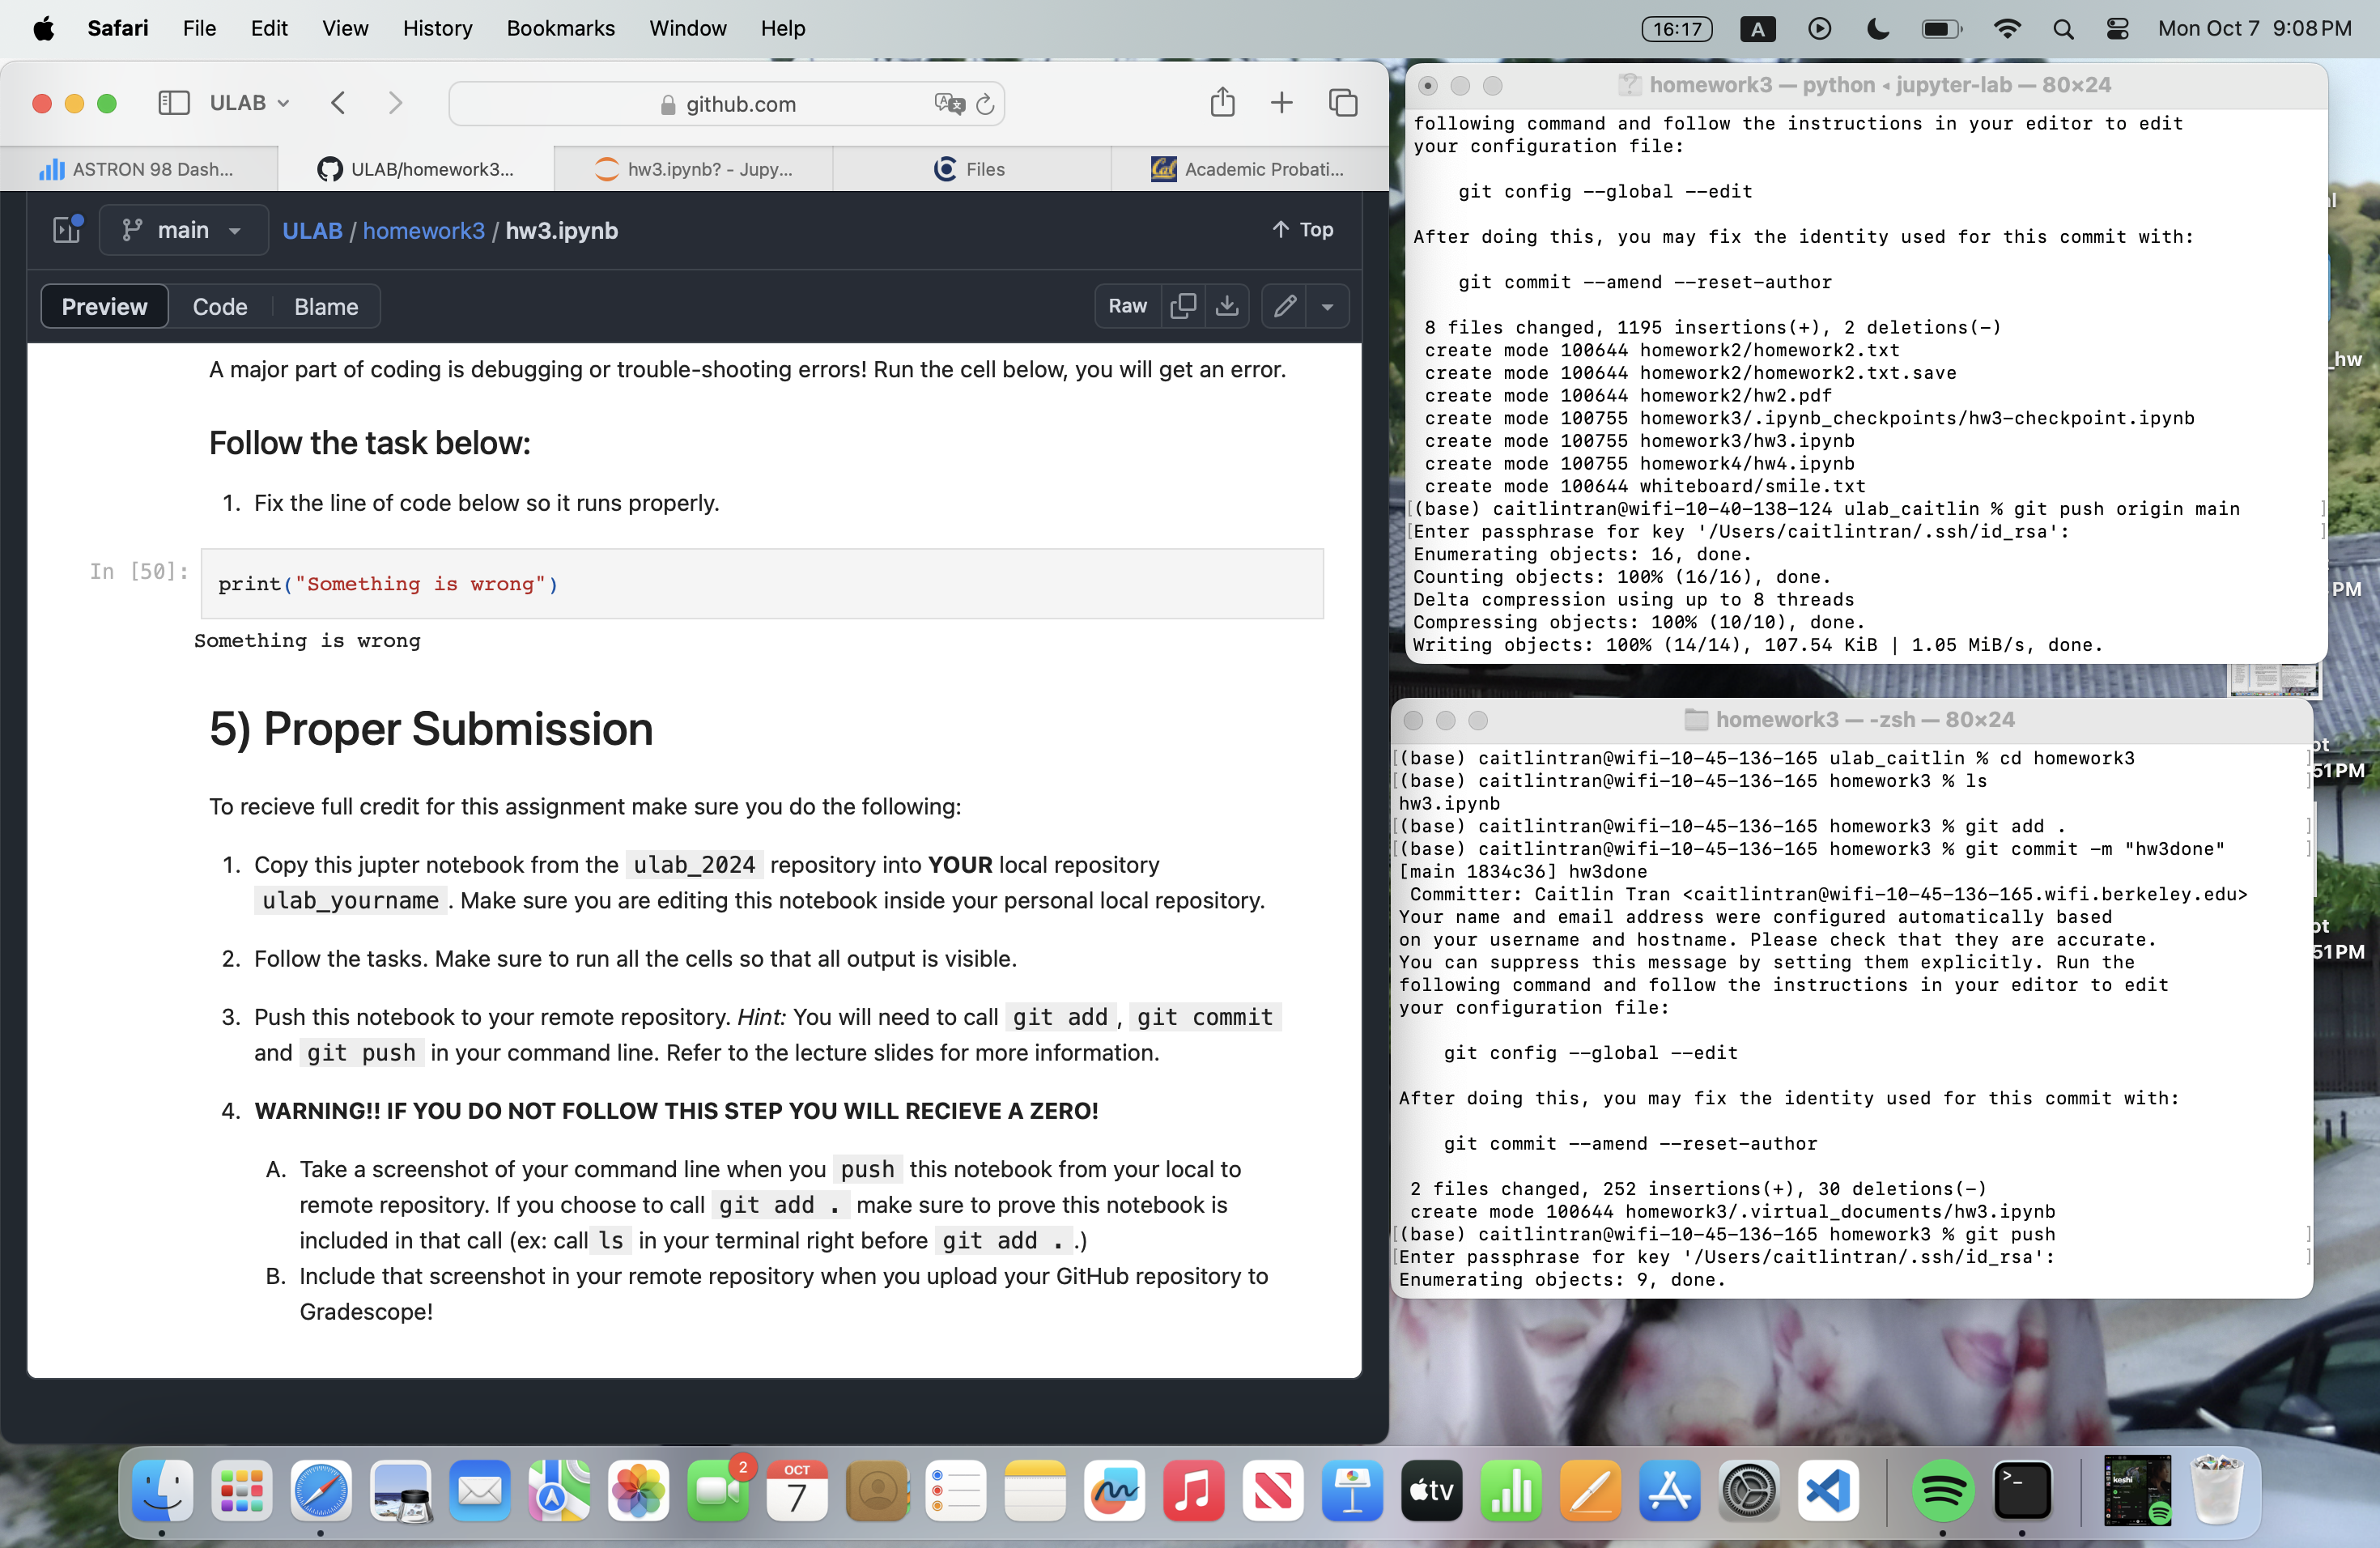 Safari File Edit View History Bookmarks Window Help 16:17 A Mon Oct 7 9:08 PM
ULAB github.com
ASTRON 98 Dash... ULAB/homework3... hw3.ipynb? - Jupy... Files Cal Academic Probati...
main ULAB / homework3 / hw3.ipynb Top
Preview Code Blame Raw
A major part of coding is debugging or trouble-shooting errors! Run the cell below, you will get an error.
Follow the task below:
1. Fix the line of code below so it runs properly.
In [50]: print("Something is wrong")
Something is wrong
5) Proper Submission
To recieve full credit for this assignment make sure you do the following:
1. Copy this jupter notebook from the ulab_2024 repository into YOUR local repository
ulab_yourname . Make sure you are editing this notebook inside your personal local repository.
2. Follow the tasks. Make sure to run all the cells so that all output is visible.
3. Push this notebook to your remote repository. Hint: You will need to call git add , git commit
and git push in your command line. Refer to the lecture slides for more information.
4. WARNING!! IF YOU DO NOT FOLLOW THIS STEP YOU WILL RECIEVE A ZERO!
A. Take a screenshot of your command line when you push this notebook from your local to
remote repository. If you choose to call git add . make sure to prove this notebook is
included in that call (ex: call ls in your terminal right before git add . .)
B. Include that screenshot in your remote repository when you upload your GitHub repository to
Gradescope!
homework3 — python ◂ jupyter-lab — 80×24
following command and follow the instructions in your editor to edit
your configuration file:
git config --global --edit
After doing this, you may fix the identity used for this commit with:
git commit --amend --reset-author
8 files changed, 1195 insertions(+), 2 deletions(-)
create mode 100644 homework2/homework2.txt
create mode 100644 homework2/homework2.txt.save
create mode 100644 homework2/hw2.pdf
create mode 100755 homework3/.ipynb_checkpoints/hw3-checkpoint.ipynb
create mode 100755 homework3/hw3.ipynb
create mode 100755 homework4/hw4.ipynb
create mode 100644 whiteboard/smile.txt
[(base) caitlintran@wifi-10-40-138-124 ulab_caitlin % git push origin main ]
[Enter passphrase for key '/Users/caitlintran/.ssh/id_rsa': ]
Enumerating objects: 16, done.
Counting objects: 100% (16/16), done.
Delta compression using up to 8 threads
Compressing objects: 100% (10/10), done.
Writing objects: 100% (14/14), 107.54 KiB | 1.05 MiB/s, done.
homework3 — -zsh — 80×24
[(base) caitlintran@wifi-10-45-136-165 ulab_caitlin % cd homework3 ]
[(base) caitlintran@wifi-10-45-136-165 homework3 % ls ]
hw3.ipynb
[(base) caitlintran@wifi-10-45-136-165 homework3 % git add . ]
[(base) caitlintran@wifi-10-45-136-165 homework3 % git commit -m "hw3done" ]
[main 1834c36] hw3done
Committer: Caitlin Tran <caitlintran@wifi-10-45-136-165.wifi.berkeley.edu>
Your name and email address were configured automatically based
on your username and hostname. Please check that they are accurate.
You can suppress this message by setting them explicitly. Run the
following command and follow the instructions in your editor to edit
your configuration file:
git config --global --edit
After doing this, you may fix the identity used for this commit with:
git commit --amend --reset-author
2 files changed, 252 insertions(+), 30 deletions(-)
create mode 100644 homework3/.virtual_documents/hw3.ipynb
[(base) caitlintran@wifi-10-45-136-165 homework3 % git push ]
[Enter passphrase for key '/Users/caitlintran/.ssh/id_rsa': ]
Enumerating objects: 9, done.
_hw
PM
51PM
51PM
2 OCT 7 tv >_ keshi